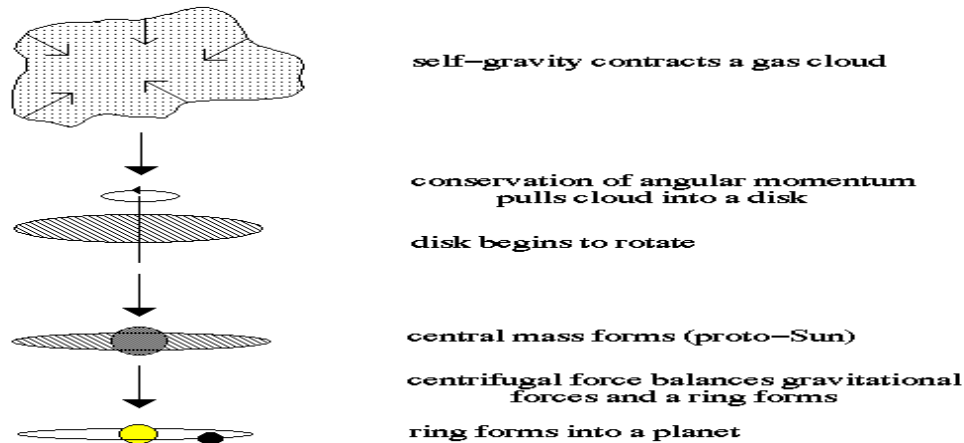 self-gravity contracts a gas cloud
conservation of angular momentum
pulls cloud into a disk
disk begins to rotate
central mass forms (proto-Sun)
centrifugal force balances gravitational
forces and a ring forms
ring forms into a planet